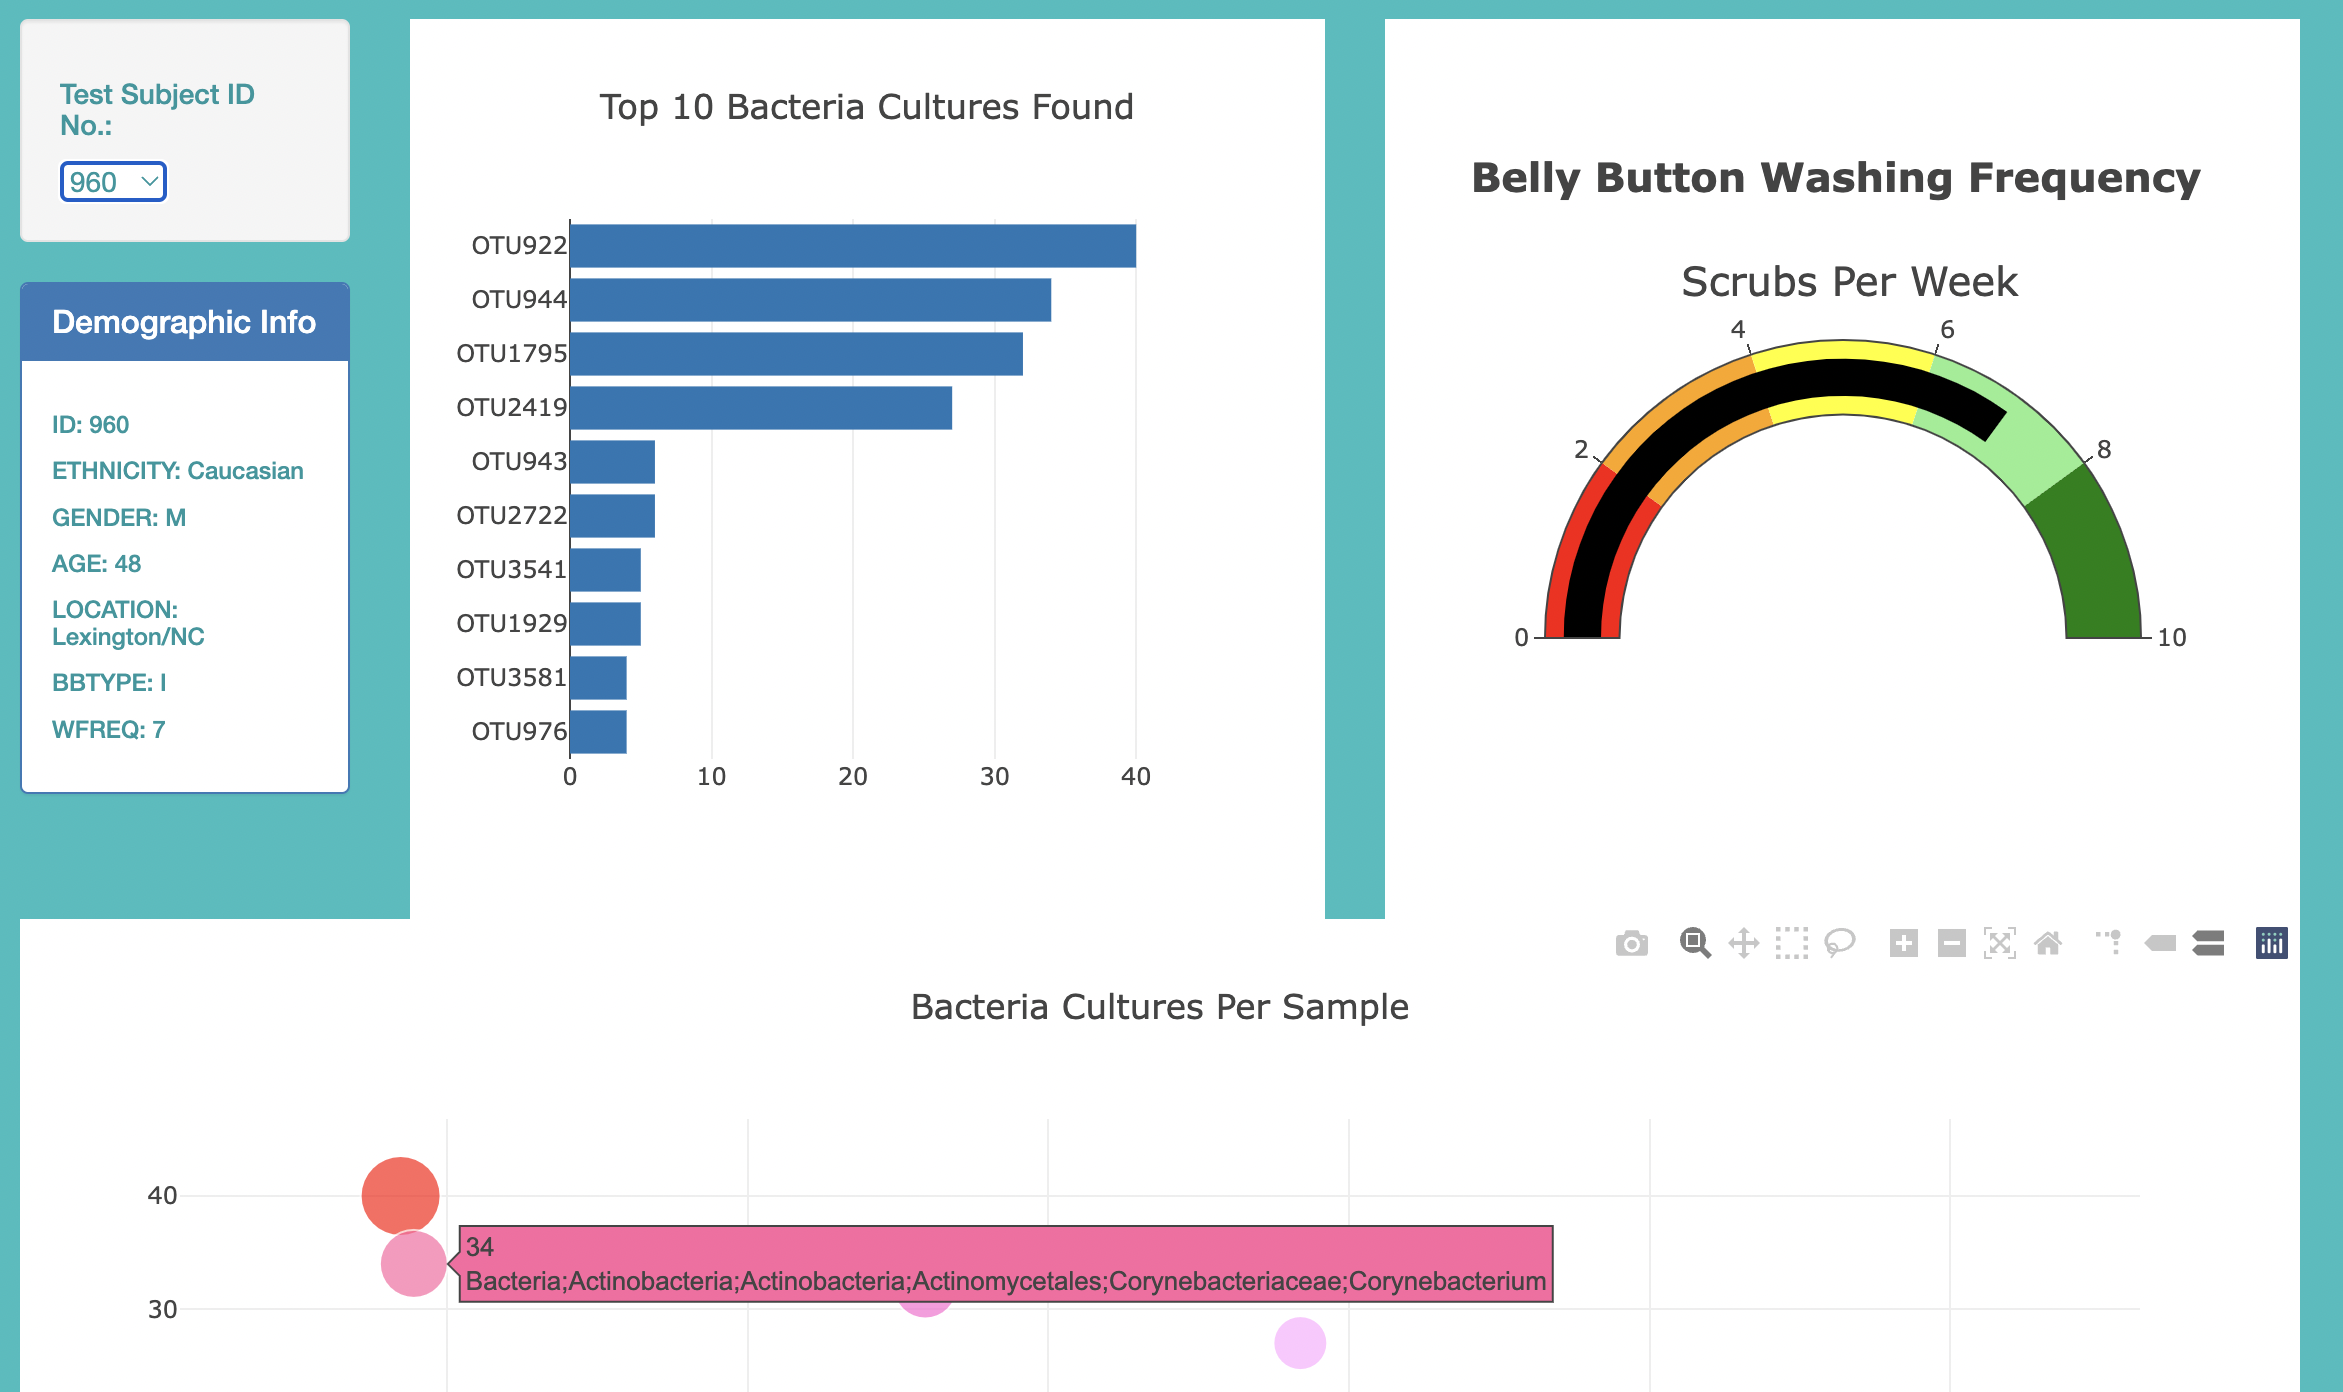 Test Subject ID
No.:
960
Demographic Info
ID: 960
ETHNICITY: Caucasian
GENDER: M
AGE: 48
LOCATION:
Lexington/NC
BBTYPE: I
WFREQ: 7
Top 10 Bacteria Cultures Found
OTU922
OTU944
OTU1795
OTU2419
OTU943
OTU2722
OTU3541
OTU1929
OTU3581
OTU976
0 10 20 30 40
Belly Button Washing Frequency
Scrubs Per Week
4 6
2 8
0 10
Bacteria Cultures Per Sample
40
34
Bacteria;Actinobacteria;Actinobacteria;Actinomycetales;Corynebacteriaceae;Corynebacterium
30